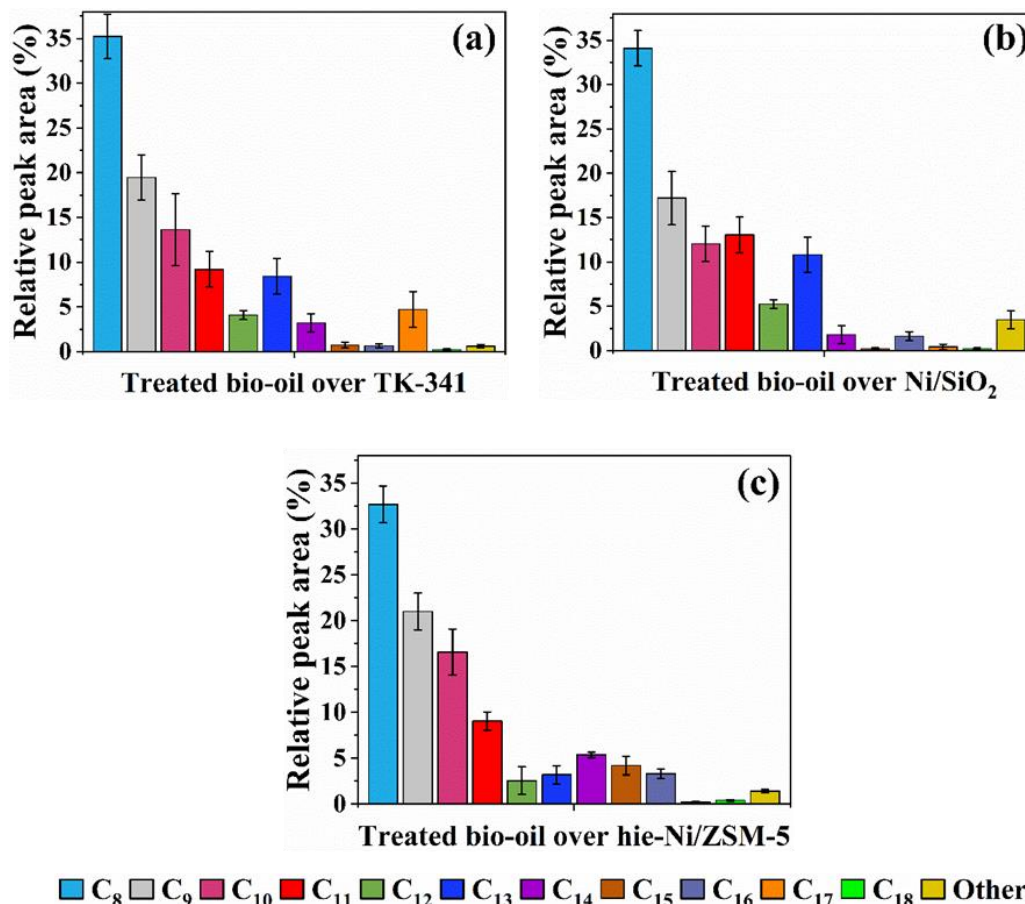 (a)
Relative peak area (%)
35
30
25
20
15
10
5
0
Treated bio-oil over TK-341
(b)
Relative peak area (%)
35
30
25
20
15
10
5
0
Treated bio-oil over Ni/SiO₂
(c)
Relative peak area (%)
35
30
25
20
15
10
5
0
Treated bio-oil over hie-Ni/ZSM-5
C₈ C₉ C₁₀ C₁₁ C₁₂ C₁₃ C₁₄ C₁₅ C₁₆ C₁₇ C₁₈ Other